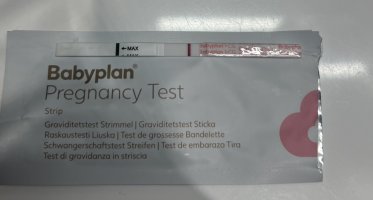 MAX
Babyplan®
Pregnancy Test
Strip
Graviditetstest Strimmel | Graviditetstest Sticka
Raskaustesti Liuska | Test de grossesse Bandelette
Schwangerschaftstest Streifen | Test de embarazo Tira
Test di gravidanza in striscia